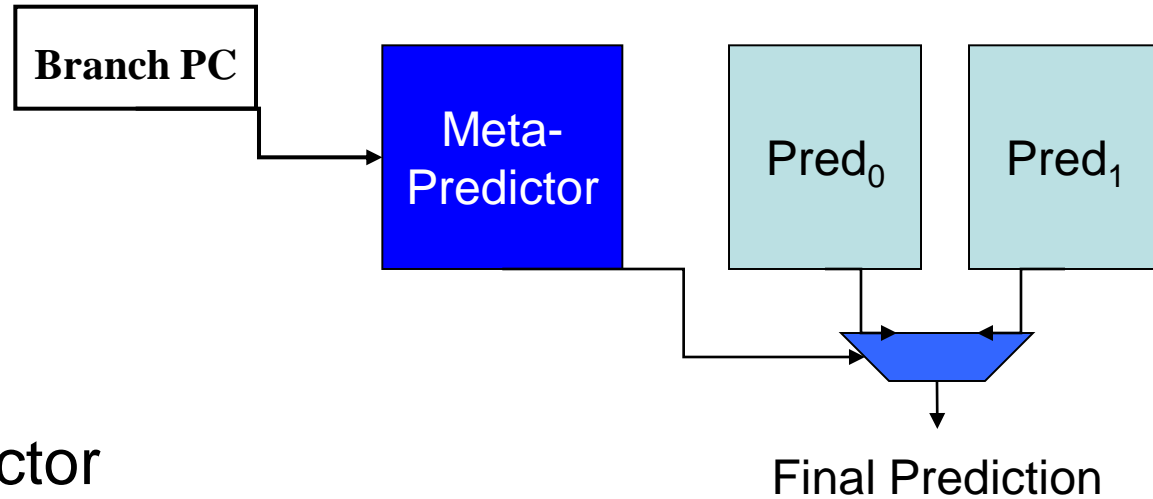 Branch PC
Meta-
Predictor
Pred₀
Pred₁
ctor
Final Prediction